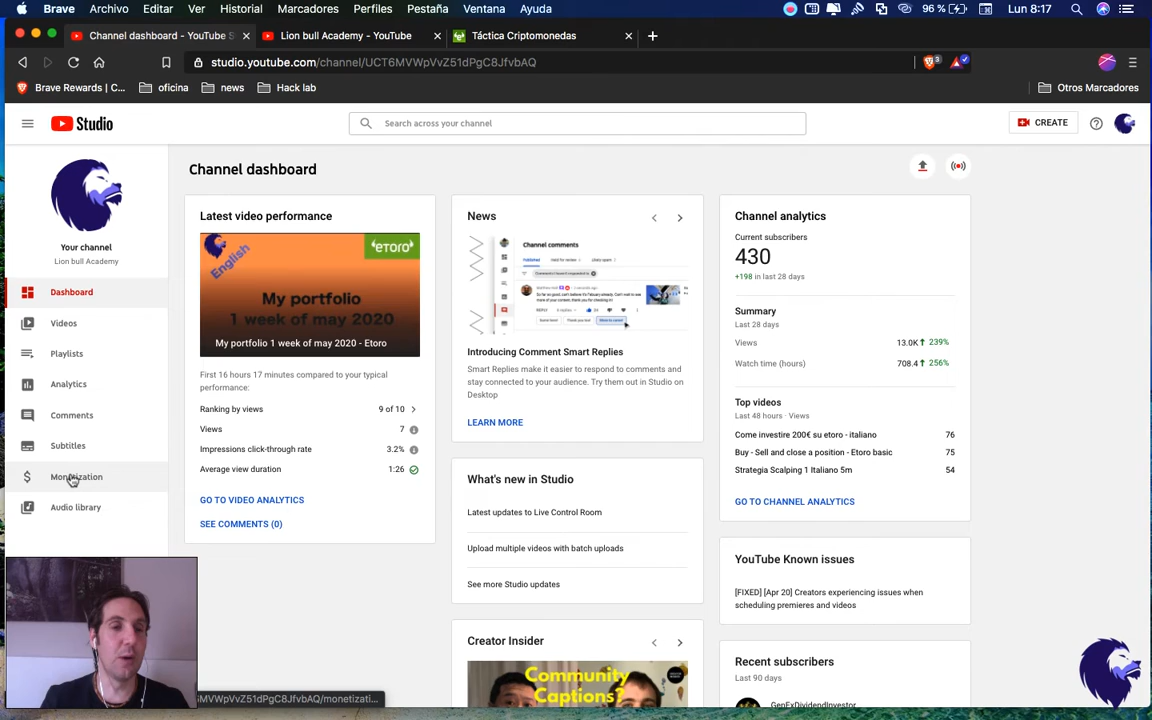 Brave Archivo Editar Ver Historial Marcadores Perfiles Pestaña Ventana Ayuda 96 % Lun 8:17
Channel dashboard - YouTube S Lion bull Academy - YouTube Táctica Criptomonedas
studio.youtube.com/channel/UCT6MVWpVvZ51dPgC8JfvbAQ 3
Brave Rewards | C... oficina news Hack lab Otros Marcadores
Studio Search across your channel CREATE
Channel dashboard
Your channel
Lion bull Academy
Dashboard
Videos
Playlists
Analytics
Comments
Subtitles
Monetization
Audio library
Latest video performance
English
etoro
My portfolio
1 week of may 2020
My portfolio 1 week of may 2020 - Etoro
First 16 hours 17 minutes compared to your typical
performance:
Ranking by views 9 of 10
Views 7
Impressions click-through rate 3.2%
Average view duration 1:26
GO TO VIDEO ANALYTICS
SEE COMMENTS (0)
News
Channel comments
Introducing Comment Smart Replies
Smart Replies make it easier to respond to comments and
stay connected to your audience. Try them out in Studio on
Desktop
LEARN MORE
What's new in Studio
Latest updates to Live Control Room
Upload multiple videos with batch uploads
See more Studio updates
Creator Insider
Community
Captions?
Channel analytics
Current subscribers
430
+198 in last 28 days
Summary
Last 28 days
Views 13.0K 239%
Watch time (hours) 708.4 256%
Top videos
Last 48 hours · Views
Come investire 200€ su etoro - italiano 76
Buy - Sell and close a position - Etoro basic 75
Strategia Scalping 1 Italiano 5m 54
GO TO CHANNEL ANALYTICS
YouTube Known issues
[FIXED] [Apr 20] Creators experiencing issues when
scheduling premieres and videos
Recent subscribers
Last 90 days
GenExDividendInvestor
MVWpVvZ51dPgC8JfvbAQ/monetizati...